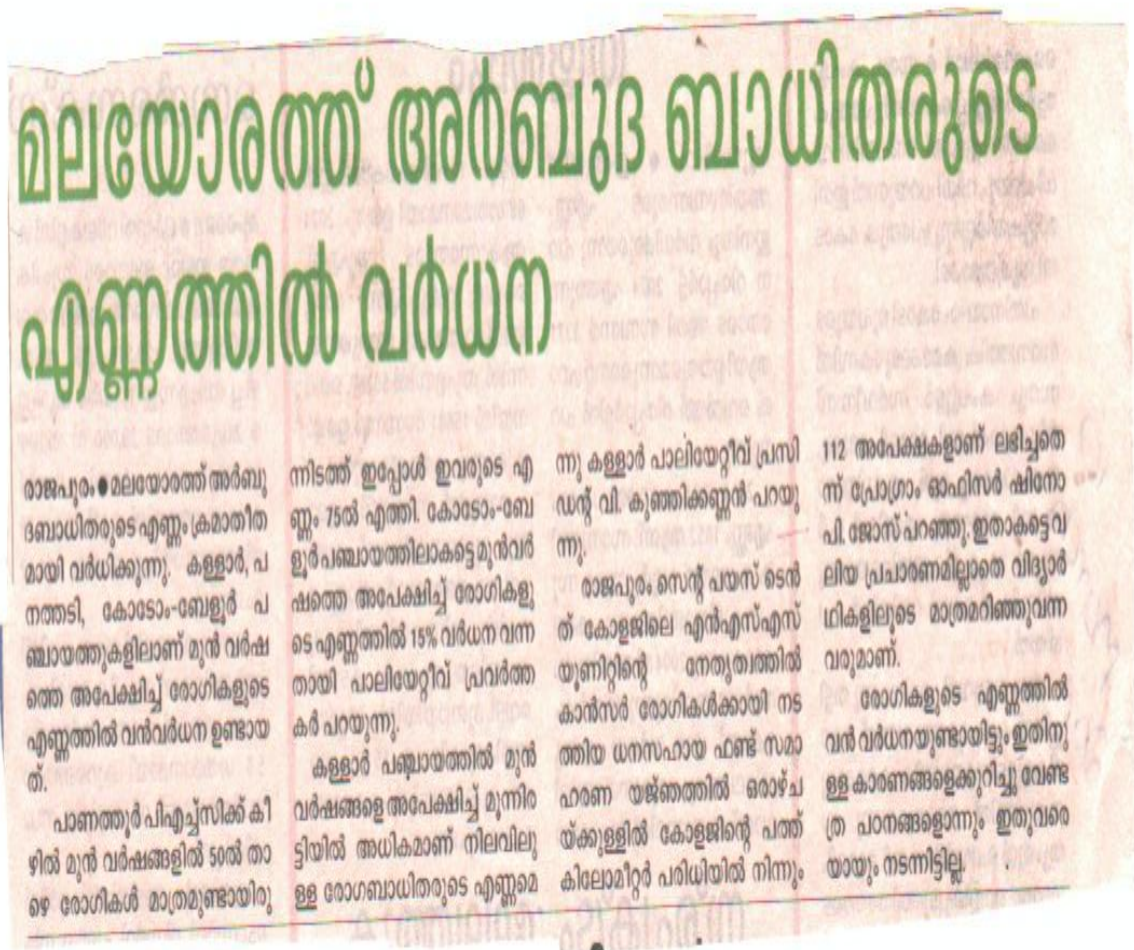 മലയോരത്ത് അർബുദ ബാധിതരുടെ
എണ്ണത്തിൽ വർധന
രാജപുരം ● മലയോരത്ത് അർബു
ദബാധിതരുടെ എണ്ണം ക്രമാതീത
മായി വർധിക്കുന്നു. കള്ളാർ, പ
നത്തടി, കോടോം-ബേളൂർ പ
ഞ്ചായത്തുകളിലാണ് മുൻ വർഷ
ത്തെ അപേക്ഷിച്ച് രോഗികളുടെ
എണ്ണത്തിൽ വൻവർധന ഉണ്ടായ
ത്.
പാണത്തൂർ പിഎച്ച്സിക്ക് കീ
ഴിൽ മുൻ വർഷങ്ങളിൽ 50ൽ താ
ഴെ രോഗികൾ മാത്രമുണ്ടായിരു
ന്നിടത്ത് ഇപ്പോൾ ഇവരുടെ എ
ണ്ണം 75ൽ എത്തി. കോടോം-ബേ
ളൂർ പഞ്ചായത്തിലാകട്ടെ മുൻവർ
ഷത്തെ അപേക്ഷിച്ച് രോഗികളു
ടെ എണ്ണത്തിൽ 15% വർധന വന്ന
തായി പാലിയേറ്റീവ് പ്രവർത്ത
കർ പറയുന്നു.
കള്ളാർ പഞ്ചായത്തിൽ മുൻ
വർഷങ്ങളെ അപേക്ഷിച്ച് മൂന്നിര
ട്ടിയിൽ അധികമാണ് നിലവിലു
ള്ള രോഗബാധിതരുടെ എണ്ണമെ
ന്നു കള്ളാർ പാലിയേറ്റീവ് പ്രസി
ഡന്റ് വി. കുഞ്ഞിക്കണ്ണൻ പറയു
ന്നു.
രാജപുരം സെന്റ് പയസ് ടെൻ
ത് കോളജിലെ എൻഎസ്എസ്
യൂണിറ്റിന്റെ നേതൃത്വത്തിൽ
കാൻസർ രോഗികൾക്കായി നട
ത്തിയ ധനസഹായ ഫണ്ട് സമാ
ഹരണ യജ്ഞത്തിൽ ഒരാഴ്ച
യ്ക്കുള്ളിൽ കോളജിന്റെ പത്ത്
കിലോമീറ്റർ പരിധിയിൽ നിന്നും
112 അപേക്ഷകളാണ് ലഭിച്ചതെ
ന്ന് പ്രോഗ്രാം ഓഫിസർ ഷിനോ
പി. ജോസ് പറഞ്ഞു. ഇതാകട്ടെ വ
ലിയ പ്രചാരണമില്ലാതെ വിദ്യാർ
ഥികളിലൂടെ മാത്രമറിഞ്ഞുവന്ന
വരുമാണ്.
രോഗികളുടെ എണ്ണത്തിൽ
വൻ വർധനയുണ്ടായിട്ടും ഇതിനു
ള്ള കാരണങ്ങളെക്കുറിച്ചു വേണ്ട
ത്ര പഠനങ്ങളൊന്നും ഇതുവരെ
യായും നടന്നിട്ടില്ല.